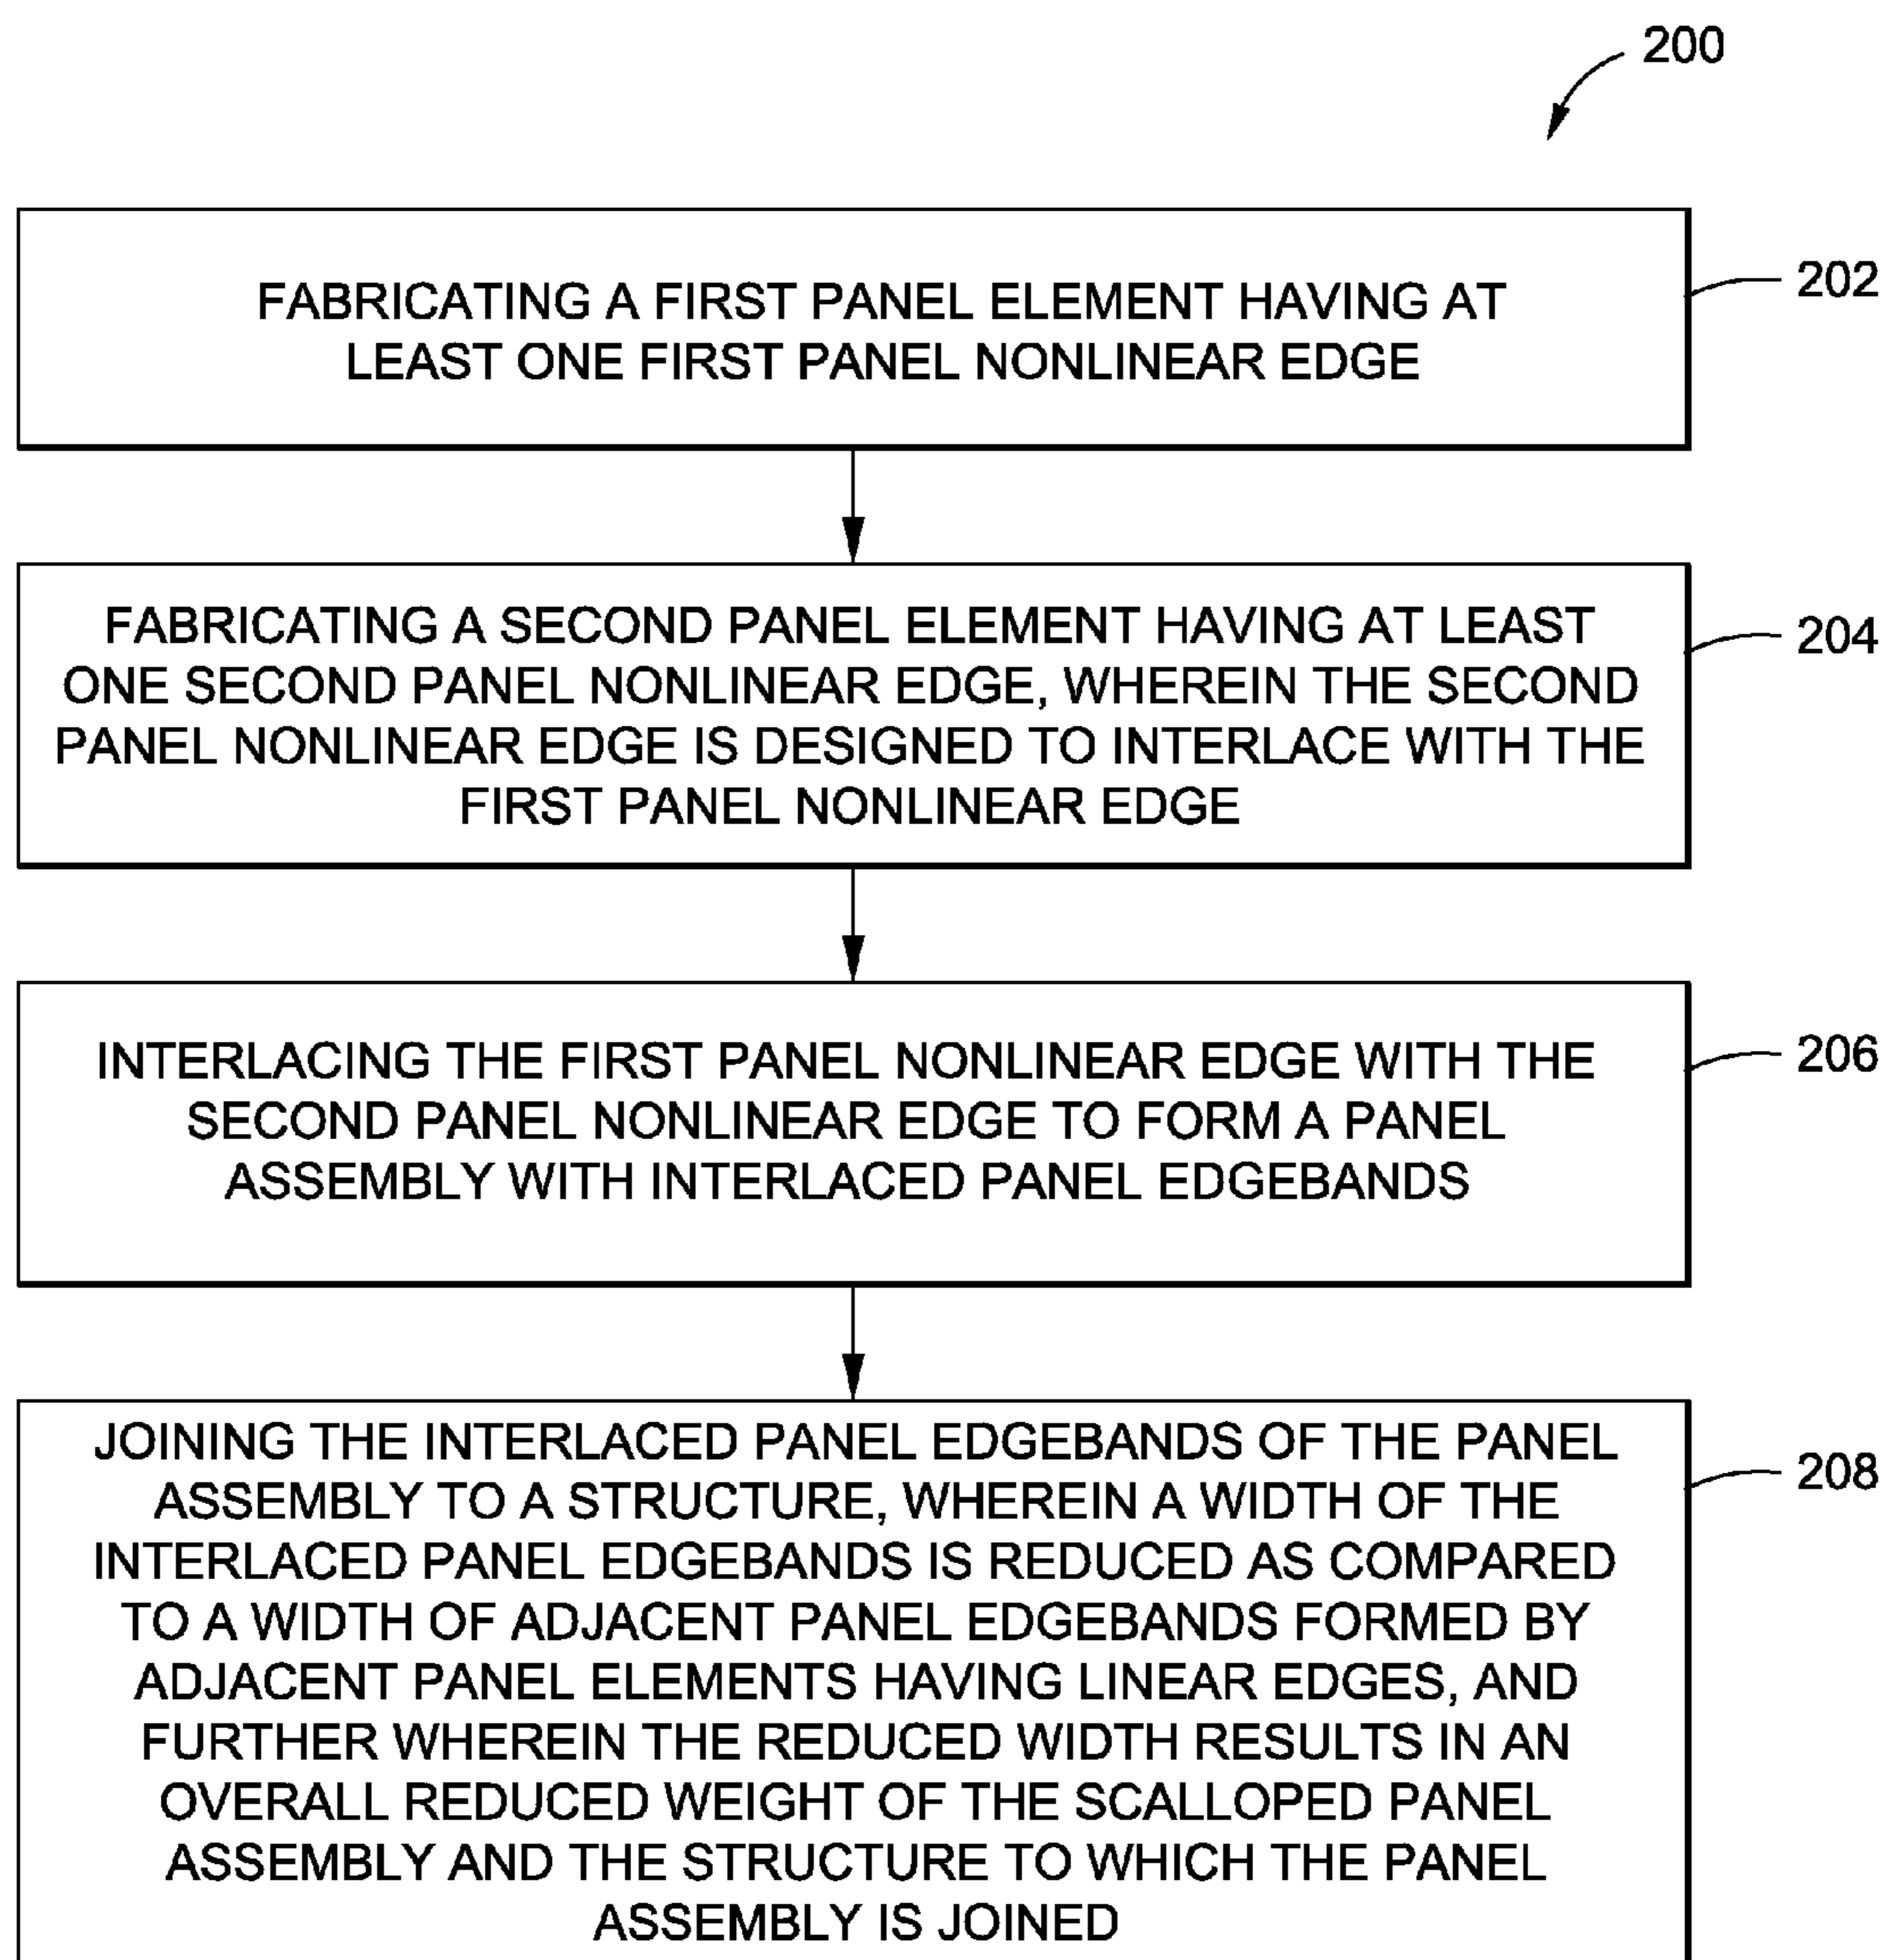 200
FABRICATING A FIRST PANEL ELEMENT HAVING AT
LEAST ONE FIRST PANEL NONLINEAR EDGE
202
FABRICATING A SECOND PANEL ELEMENT HAVING AT LEAST
ONE SECOND PANEL NONLINEAR EDGE, WHEREIN THE SECOND
PANEL NONLINEAR EDGE IS DESIGNED TO INTERLACE WITH THE
FIRST PANEL NONLINEAR EDGE
204
INTERLACING THE FIRST PANEL NONLINEAR EDGE WITH THE
SECOND PANEL NONLINEAR EDGE TO FORM A PANEL
ASSEMBLY WITH INTERLACED PANEL EDGEBANDS
206
JOINING THE INTERLACED PANEL EDGEBANDS OF THE PANEL
ASSEMBLY TO A STRUCTURE, WHEREIN A WIDTH OF THE
INTERLACED PANEL EDGEBANDS IS REDUCED AS COMPARED
TO A WIDTH OF ADJACENT PANEL EDGEBANDS FORMED BY
ADJACENT PANEL ELEMENTS HAVING LINEAR EDGES, AND
FURTHER WHEREIN THE REDUCED WIDTH RESULTS IN AN
OVERALL REDUCED WEIGHT OF THE SCALLOPED PANEL
ASSEMBLY AND THE STRUCTURE TO WHICH THE PANEL
ASSEMBLY IS JOINED
208